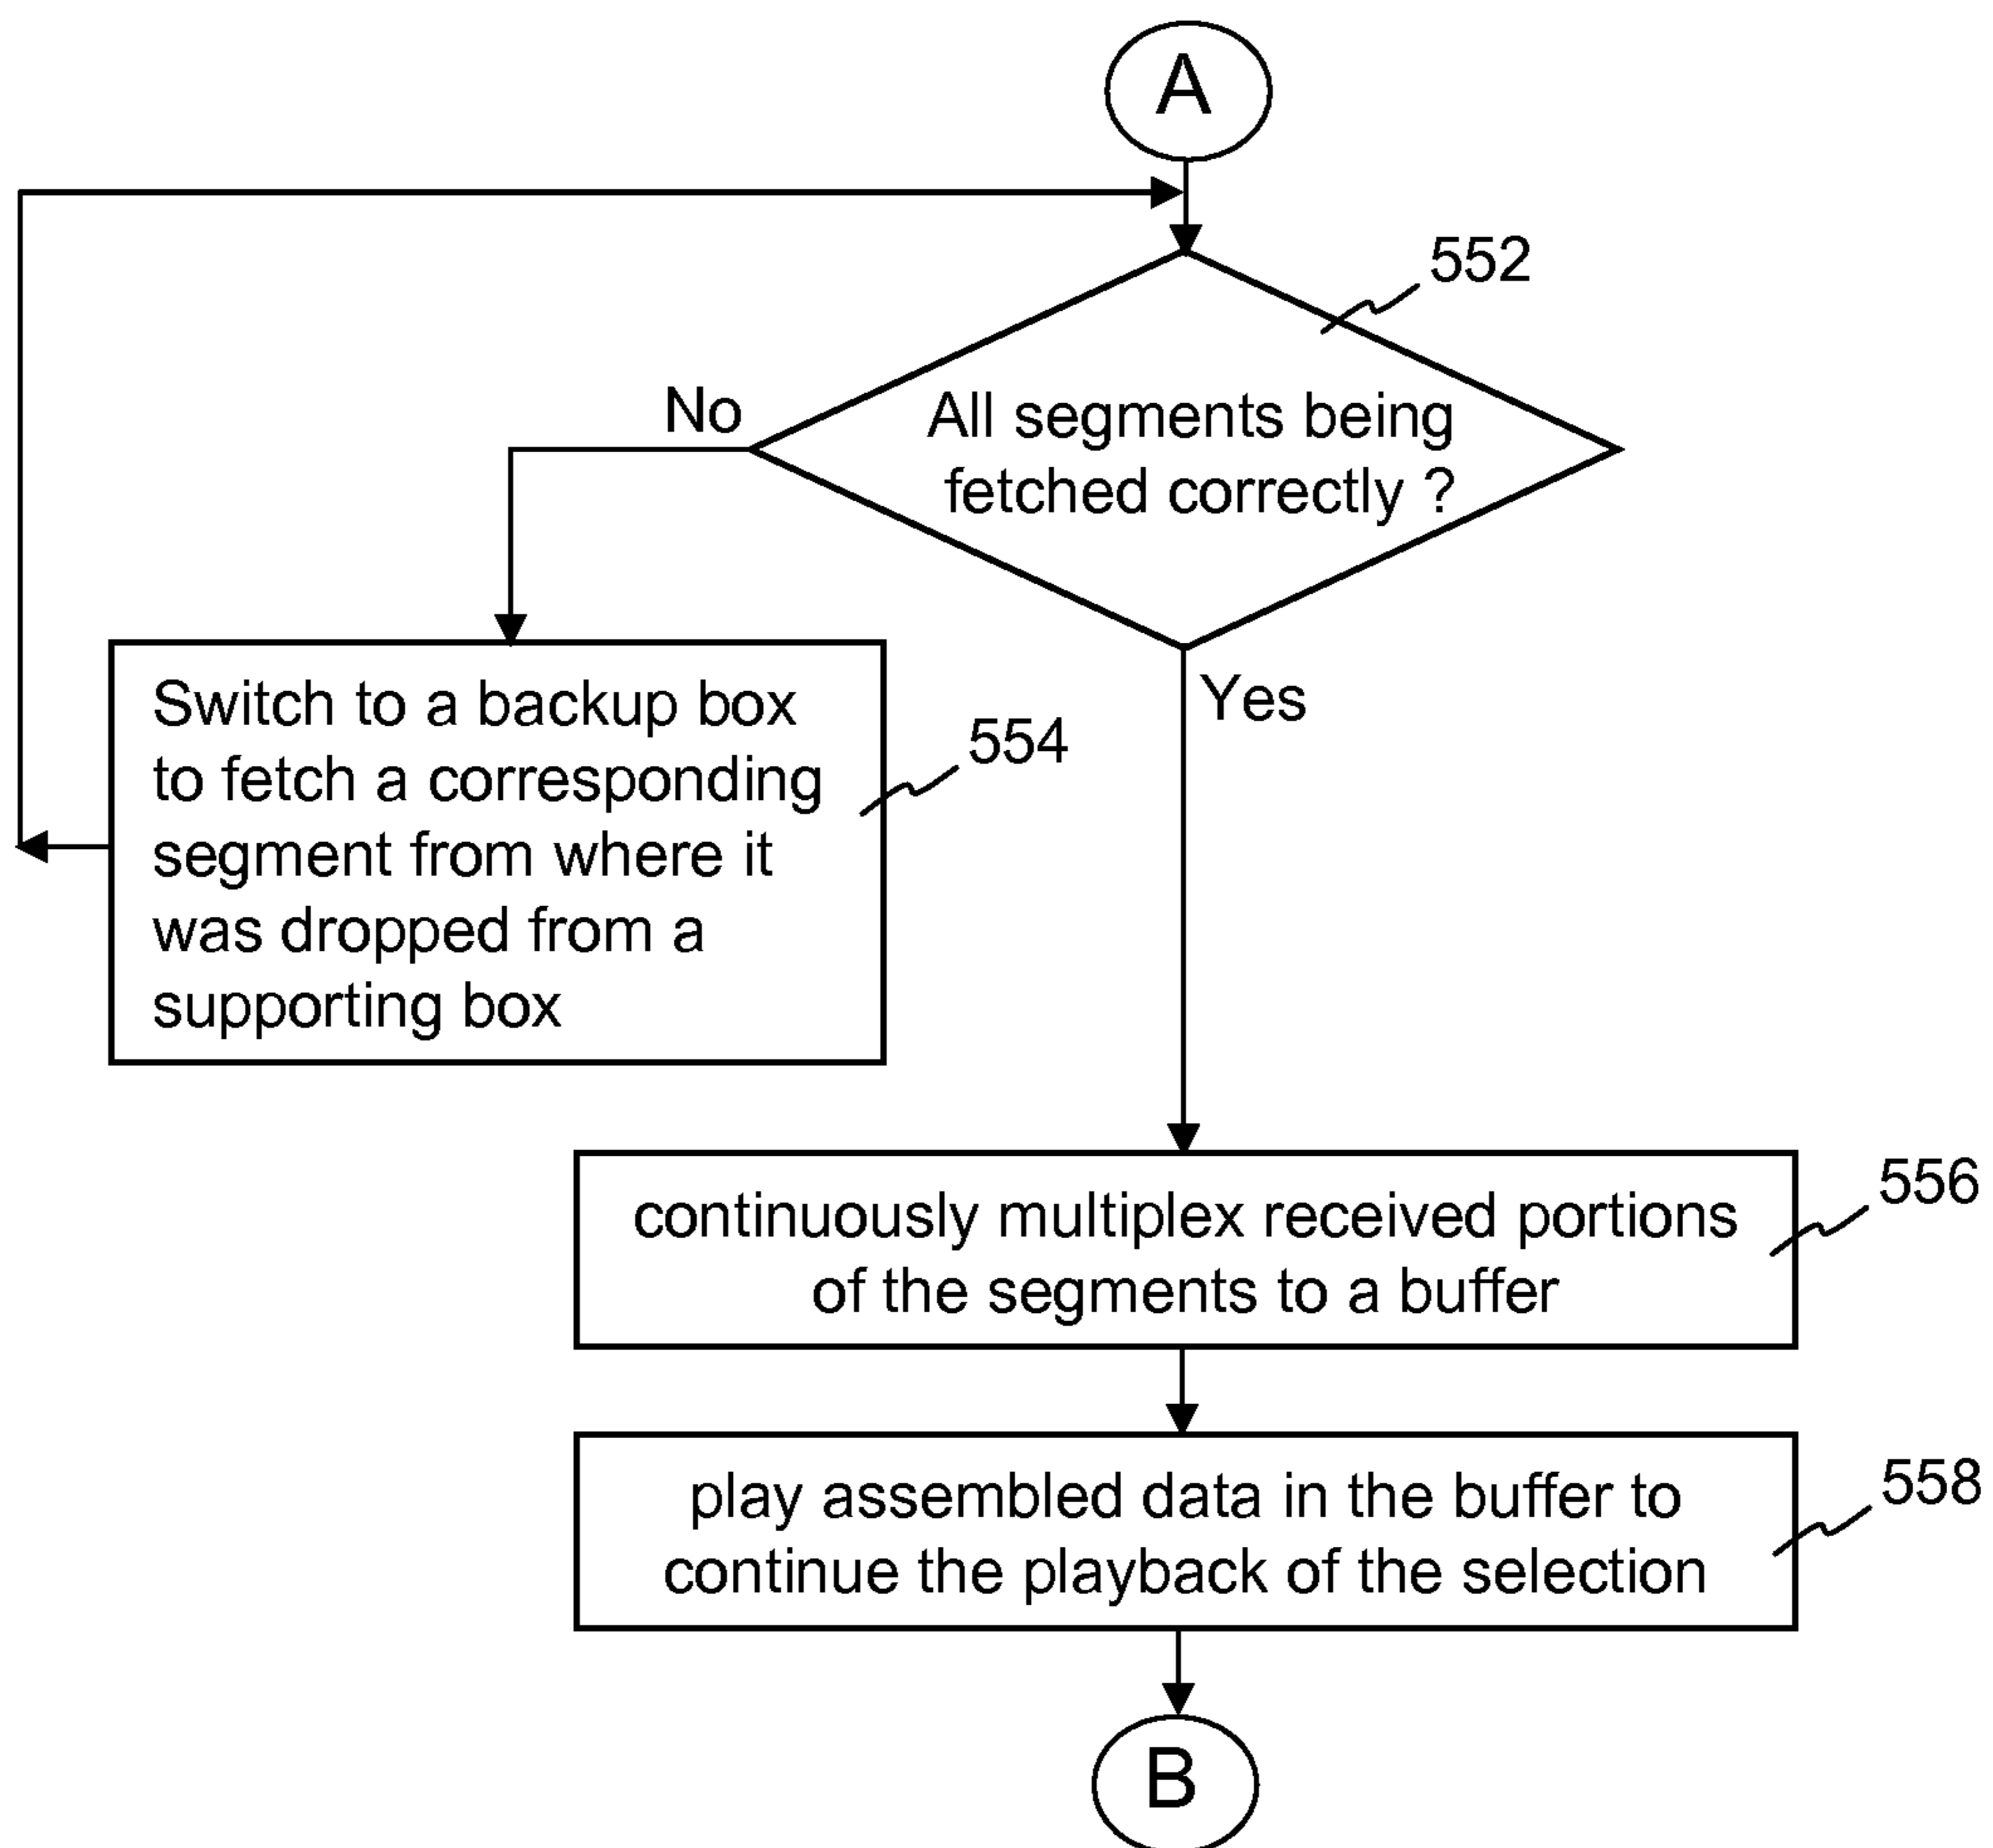 A
552
No
All segments being
fetched correctly ?
Yes
Switch to a backup box
to fetch a corresponding
segment from where it
was dropped from a
supporting box
554
continuously multiplex received portions
of the segments to a buffer
556
play assembled data in the buffer to
continue the playback of the selection
558
B